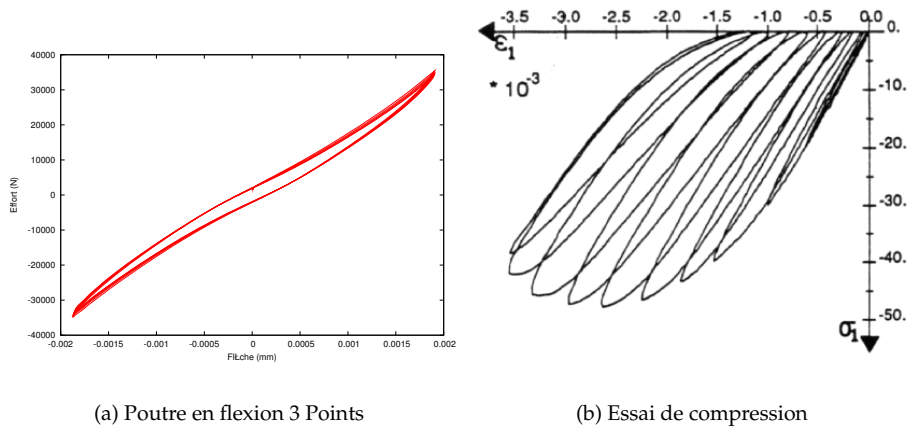 40000
30000
20000
10000
0
-10000
-20000
-30000
-40000
Effort (N)
-0.002 -0.0015 -0.001 -0.0005 0 0.0005 0.001 0.0015 0.002
FlŁche (mm)
-3.5 -3.0 -2.5 -2.0 -1.5 -1.0 -0.5 0.0
ε1
* 10-3
0.
-10.
-20.
-30.
-40.
-50.
σ1
(a) Poutre en flexion 3 Points
(b) Essai de compression